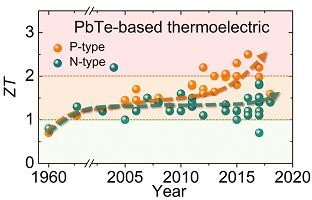 PbTe-based thermoelectric
P-type
N-type
3
2
1
0
ZT
1960 2005 2010 2015 2020
Year